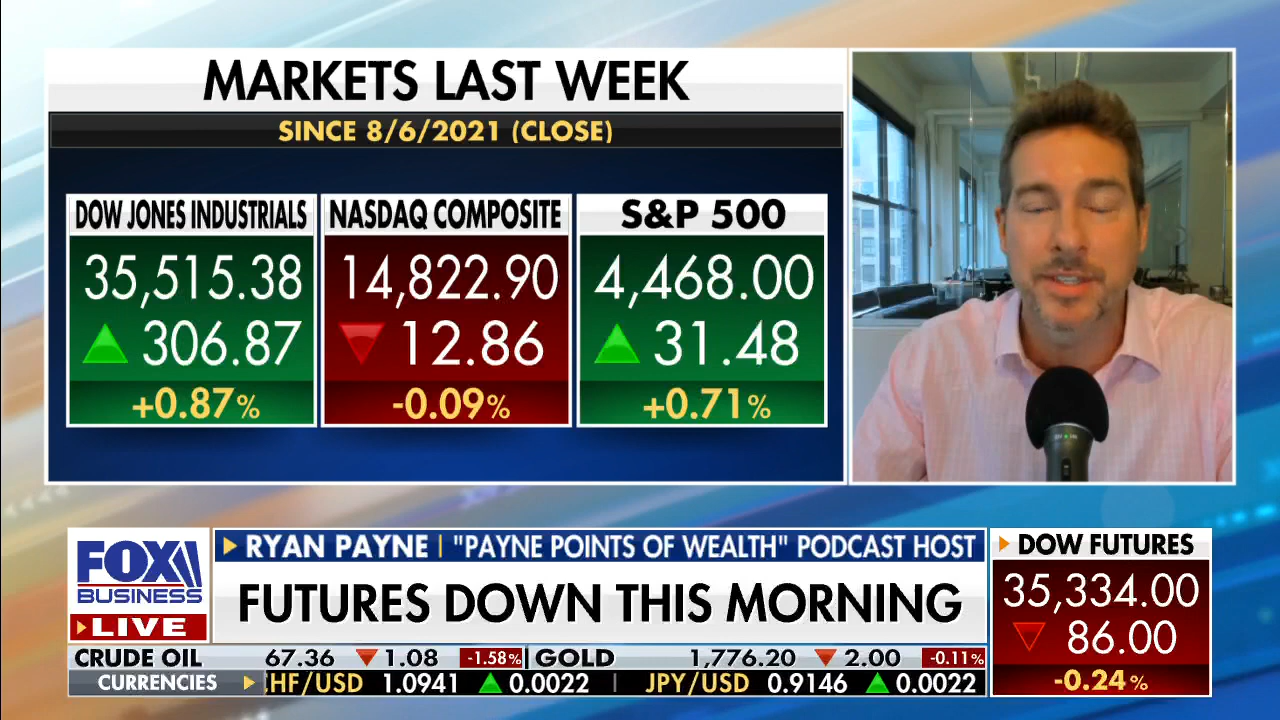 MARKETS LAST WEEK
SINCE 8/6/2021 (CLOSE)
DOW JONES INDUSTRIALS
35,515.38
306.87
+0.87%
NASDAQ COMPOSITE
14,822.90
12.86
-0.09%
S&P 500
4,468.00
31.48
+0.71%
FOX
BUSINESS
LIVE
RYAN PAYNE | "PAYNE POINTS OF WEALTH" PODCAST HOST
FUTURES DOWN THIS MORNING
DOW FUTURES
35,334.00
86.00
-0.24%
CRUDE OIL 67.36 1.08 -1.58% GOLD 1,776.20 2.00 -0.11%
CURRENCIES HF/USD 1.0941 0.0022 | JPY/USD 0.9146 0.0022